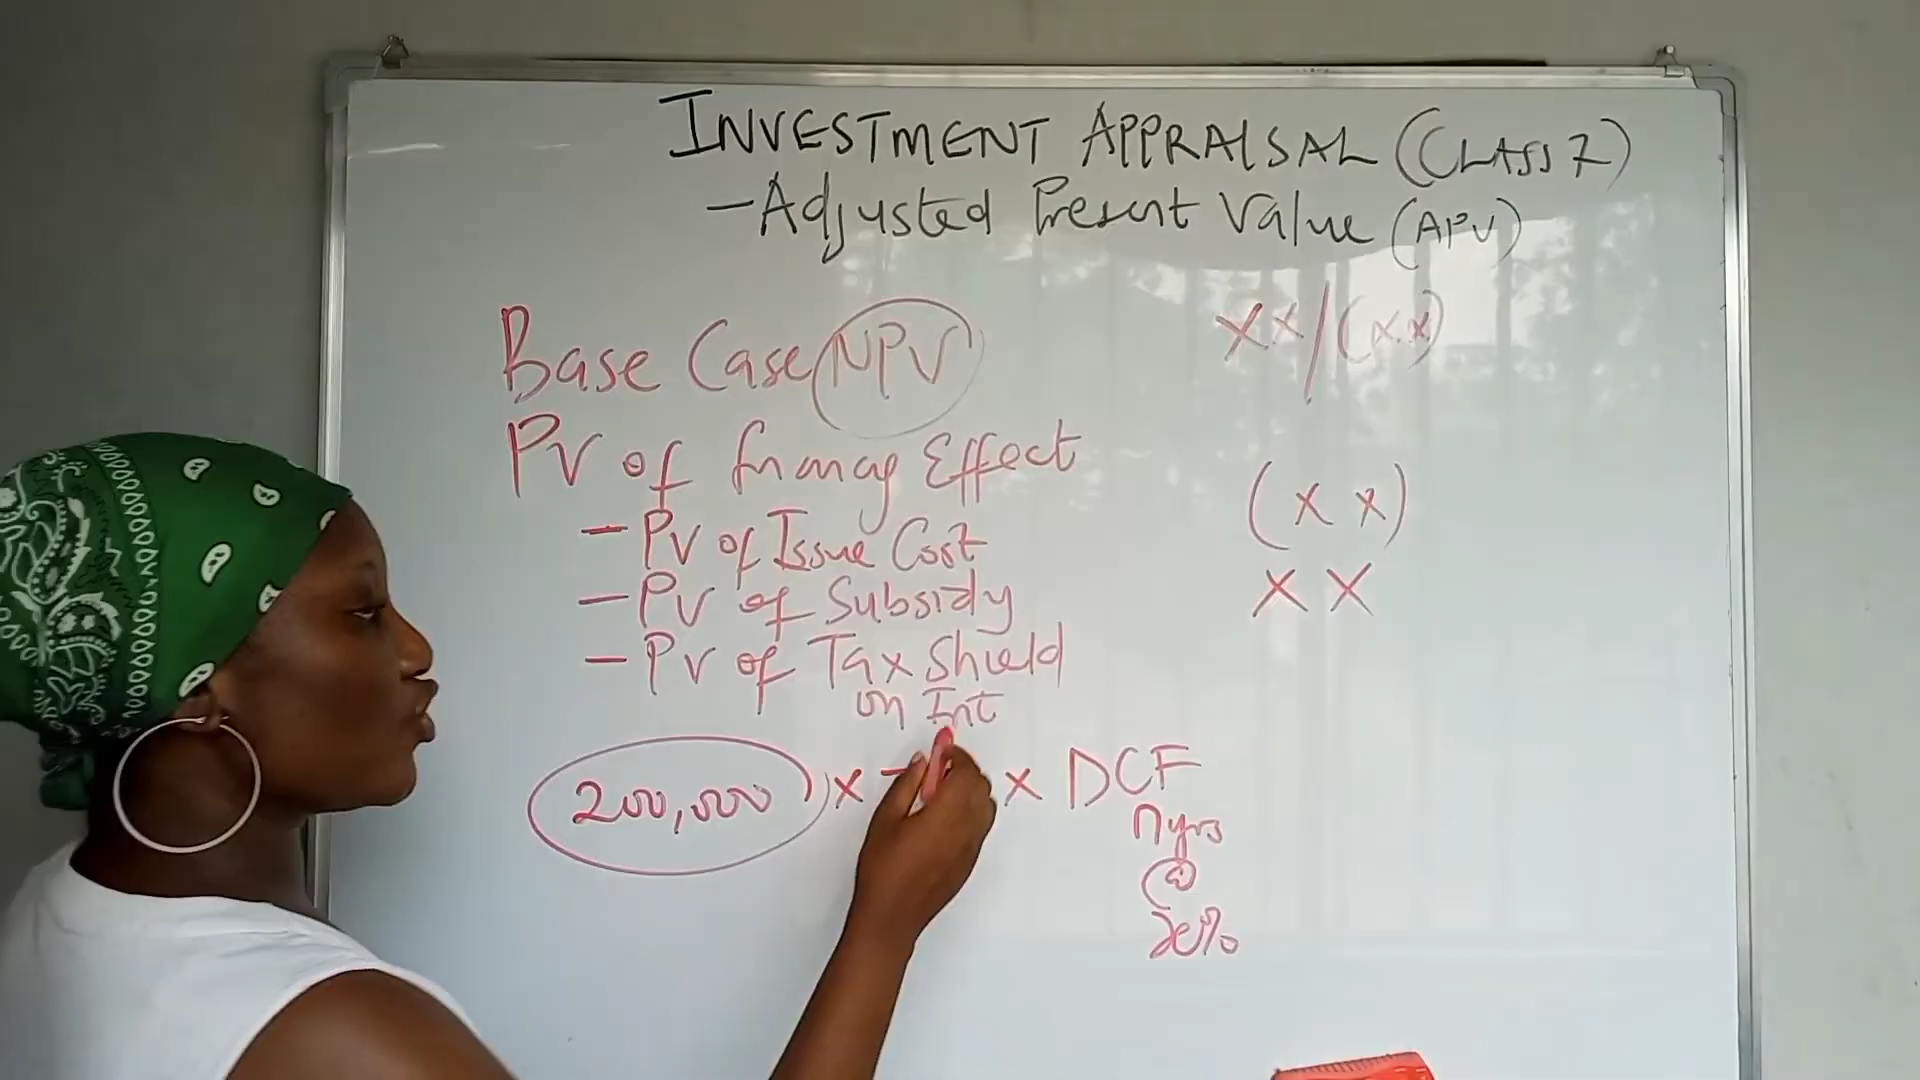 INVESTMENT APPRAISAL (CLASS 7)
- Adjusted Present Value (APV)
Base Case NPV xx/(xx)
PV of Effect
- PV of Issue Cost (xx)
- PV of Subsidy xx
- PV of Tax Shield
on Int
200,000 x x DCF
nyrs
@
20%